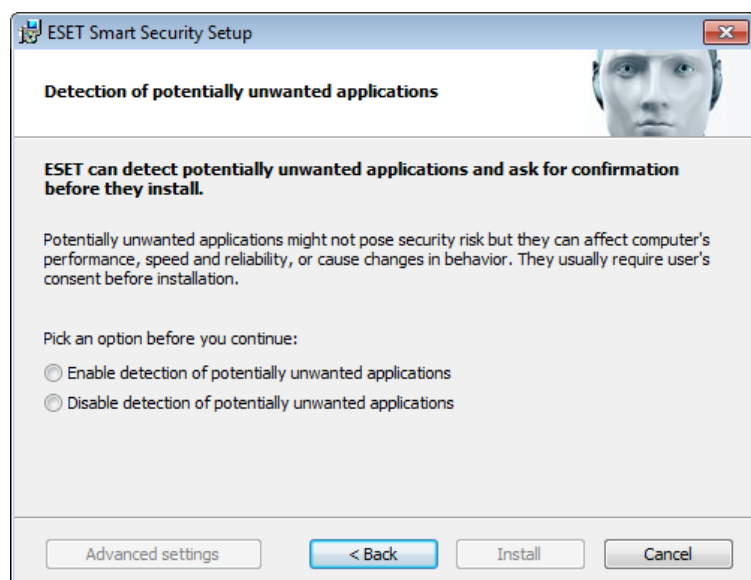 ESET Smart Security Setup
Detection of potentially unwanted applications
ESET can detect potentially unwanted applications and ask for confirmation
before they install.
Potentially unwanted applications might not pose security risk but they can affect computer's
performance, speed and reliability, or cause changes in behavior. They usually require user's
consent before installation.
Pick an option before you continue:
Enable detection of potentially unwanted applications
Disable detection of potentially unwanted applications
Advanced settings
< Back
Install
Cancel